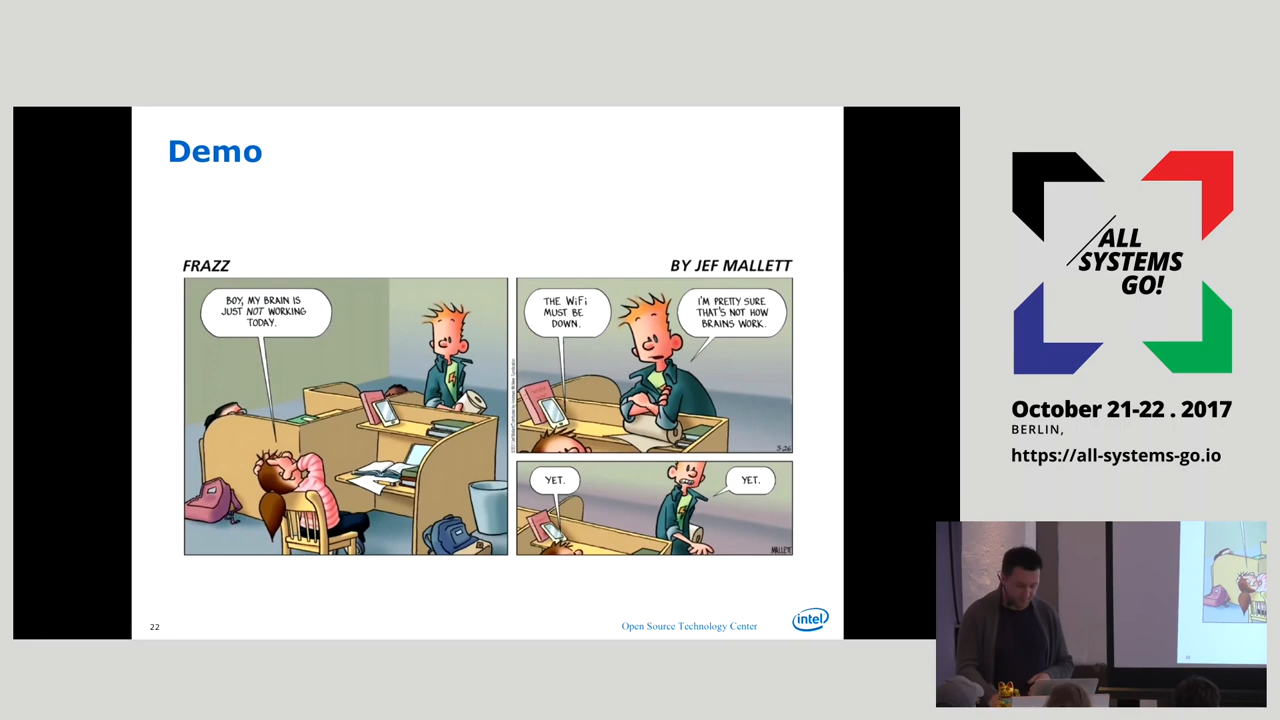 Demo
FRAZZ
BY JEF MALLETT
BOY, MY BRAIN IS
JUST NOT WORKING
TODAY.
THE WiFi
MUST BE
DOWN.
I'M PRETTY SURE
THAT'S NOT HOW
BRAINS WORK.
3-26
YET.
YET.
MALLETT
22
Open Source Technology Center
intel
ALL
SYSTEMS
GO!
October 21-22 . 2017
BERLIN,
https://all-systems-go.io